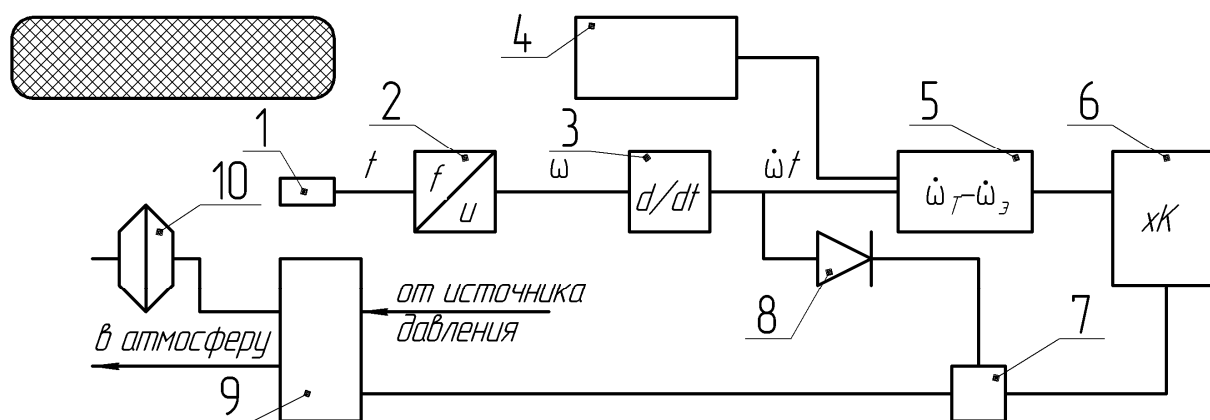 4
5
6
2
3
1
t
ω
ω̇t
10
f
u
d/dt
ω̇т-ω̇э
xK
от источника
давления
8
7
в атмосферу
9